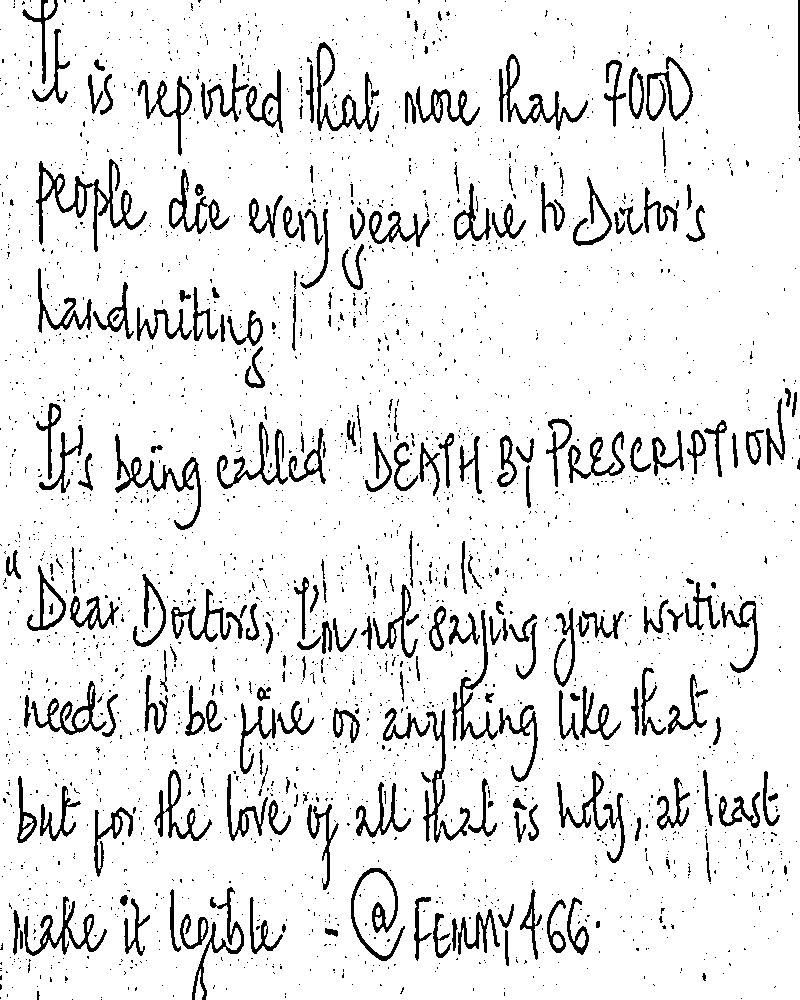 It is reported that more than 7000
people die every year due to Doctor's
handwriting.
It's being called "DEATH BY PRESCRIPTION".
"Dear Doctors, I'm not saying your writing
needs to be fine or anything like that,
but for the love of all that is holy, at least
make it legible. - @FEMMY466.